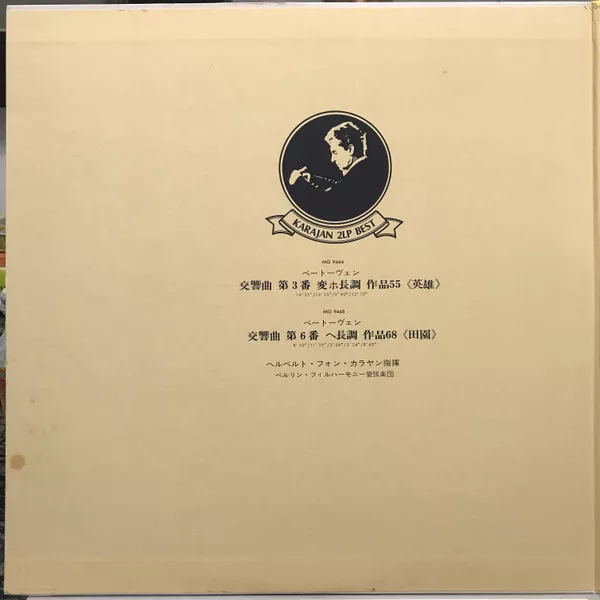 KARAJAN 2LP BEST
MG 9444
ベートーヴェン
交響曲 第3番 変ホ長調 作品55《英雄》
MG 9445
ベートーヴェン
交響曲 第6番 ヘ長調 作品68《田園》
ヘルベルト・フォン・カラヤン指揮
ベルリン・フィルハーモニー管弦楽団